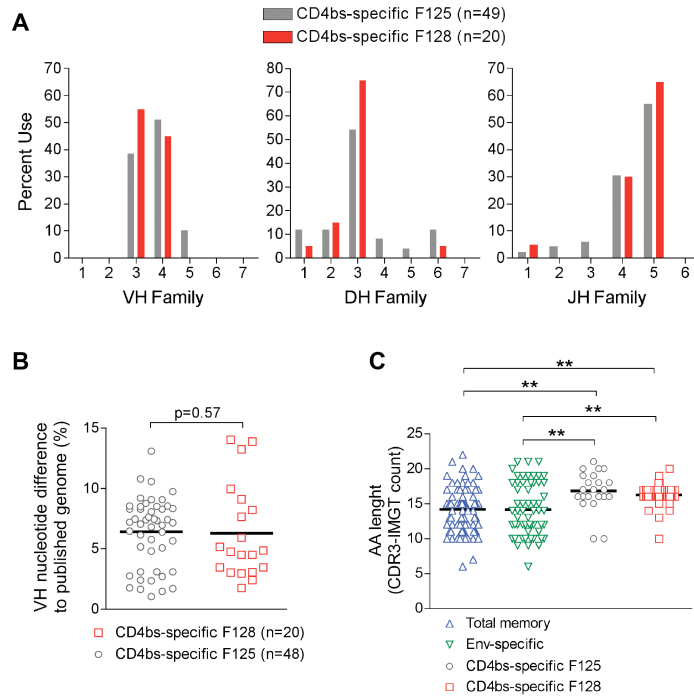 A
CD4bs-specific F125 (n=49)
CD4bs-specific F128 (n=20)
Percent Use
70
60
50
40
30
20
10
0
1 2 3 4 5 6 7
VH Family
80
70
60
50
40
30
20
10
0
1 2 3 4 5 6 7
DH Family
70
60
50
40
30
20
10
0
1 2 3 4 5 6
JH Family
B
VH nucleotide difference
to published genome (%)
15
10
5
0
p=0.57
CD4bs-specific F128 (n=20)
CD4bs-specific F125 (n=48)
C
AA lenght
(CDR3-IMGT count)
25
20
15
10
5
0
**
**
**
**
Total memory
Env-specific
CD4bs-specific F125
CD4bs-specific F128